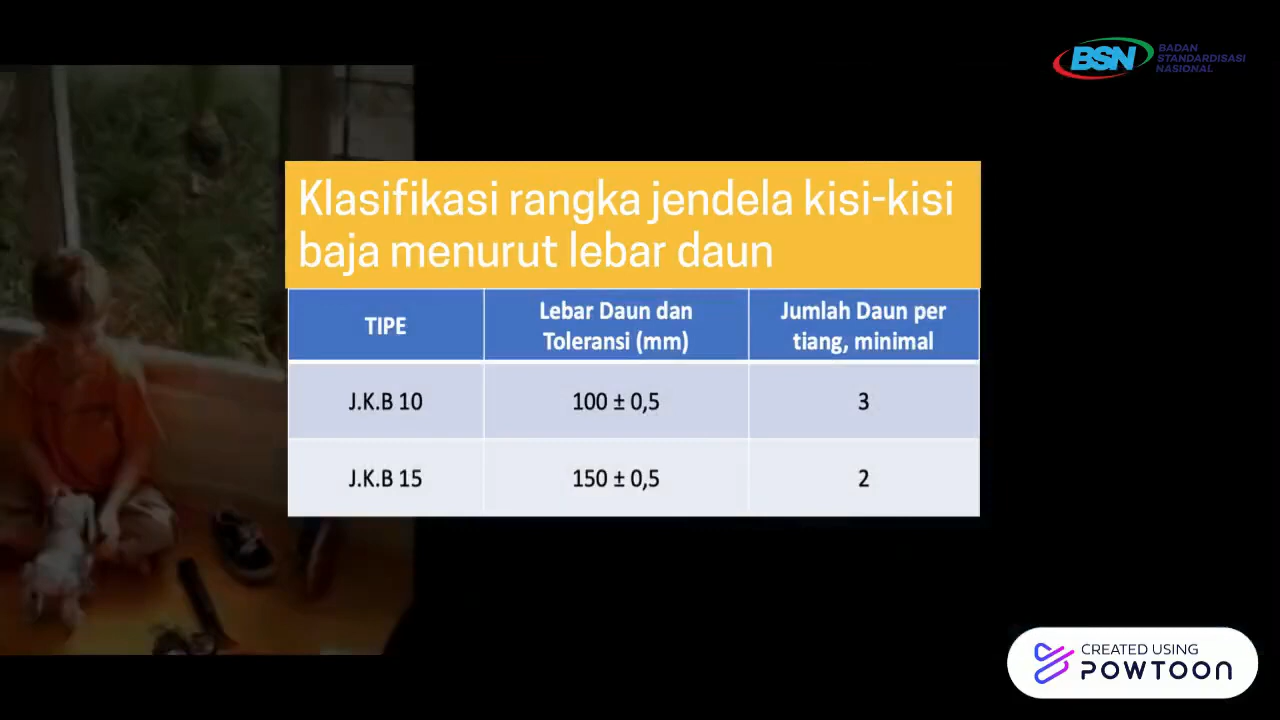 BSN
BADAN
STANDARDISASI
NASIONAL
Klasifikasi rangka jendela kisi-kisi
baja menurut lebar daun
TIPE
Lebar Daun dan
Toleransi (mm)
Jumlah Daun per
tiang, minimal
J.K.B 10
100 ± 0,5
3
J.K.B 15
150 ± 0,5
2
CREATED USING
POWTOON